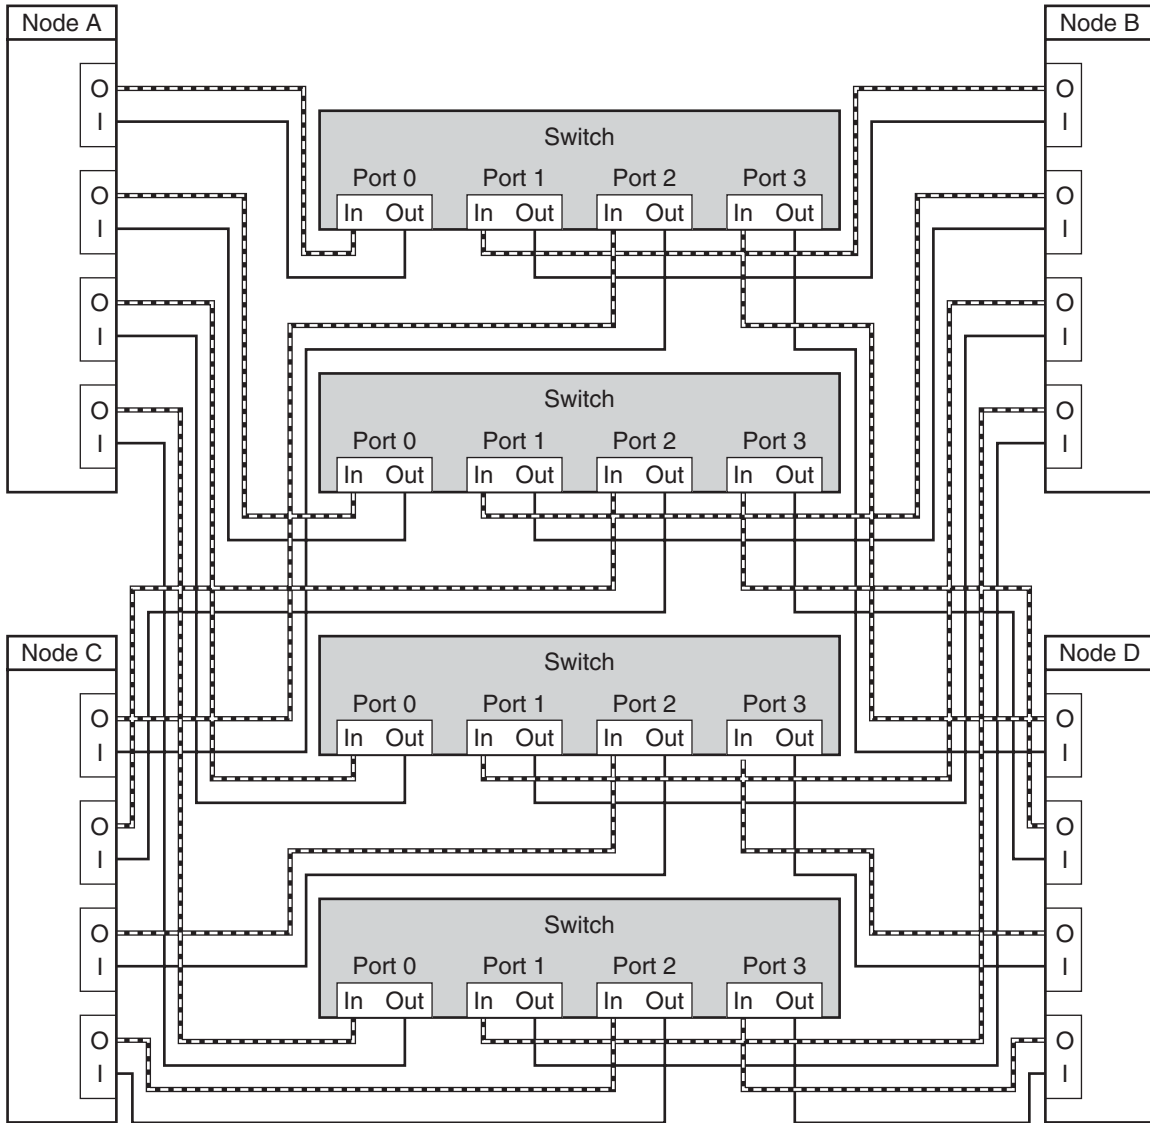 Node A
O
I
O
I
O
I
O
I
Node B
O
I
O
I
O
I
O
I
Switch
Port 0 Port 1 Port 2 Port 3
In Out In Out In Out In Out
Switch
Port 0 Port 1 Port 2 Port 3
In Out In Out In Out In Out
Node C
O
I
O
I
O
I
O
I
Node D
O
I
O
I
O
I
O
I
Switch
Port 0 Port 1 Port 2 Port 3
In Out In Out In Out In Out
Switch
Port 0 Port 1 Port 2 Port 3
In Out In Out In Out In Out